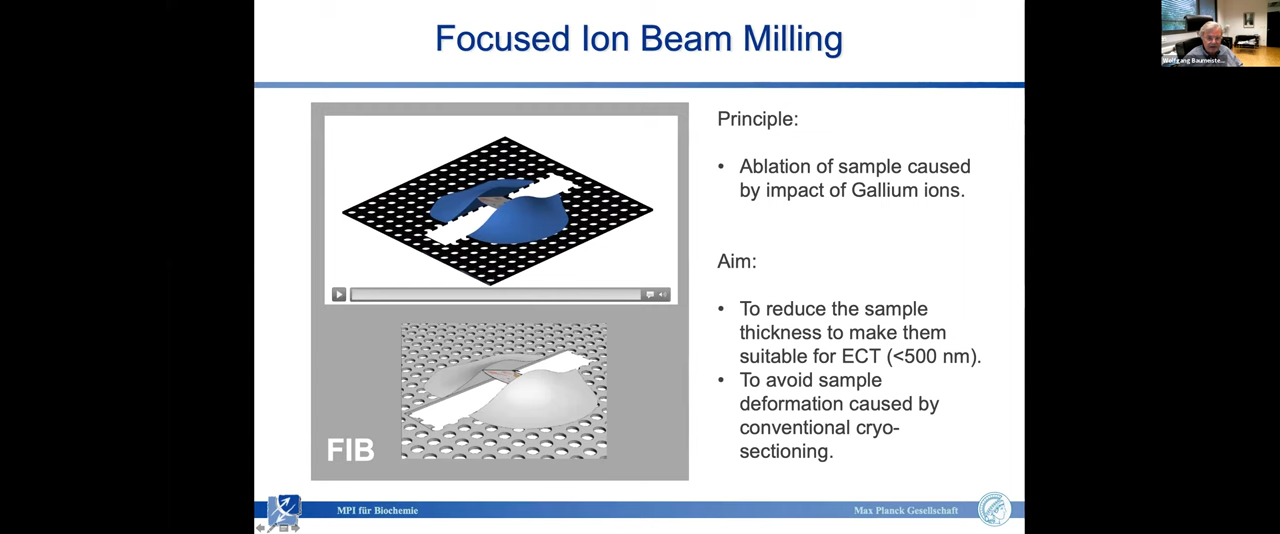 Focused Ion Beam Milling
Wolfgang Baumeiste...
Principle:
• Ablation of sample caused
by impact of Gallium ions.
Aim:
• To reduce the sample
thickness to make them
suitable for ECT (<500 nm).
• To avoid sample
deformation caused by
conventional cryo-
sectioning.
FIB
MPI für Biochemie
Max Planck Gesellschaft